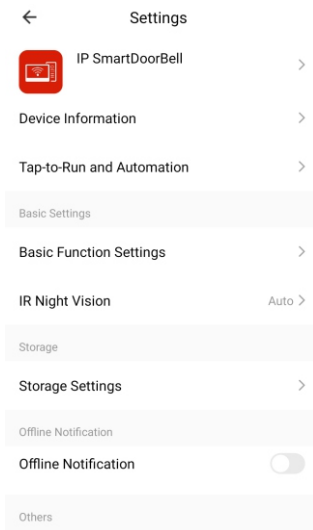 Settings
IP SmartDoorBell
Device Information
Tap-to-Run and Automation
Basic Settings
Basic Function Settings
IR Night Vision Auto
Storage
Storage Settings
Offline Notification
Offline Notification
Others